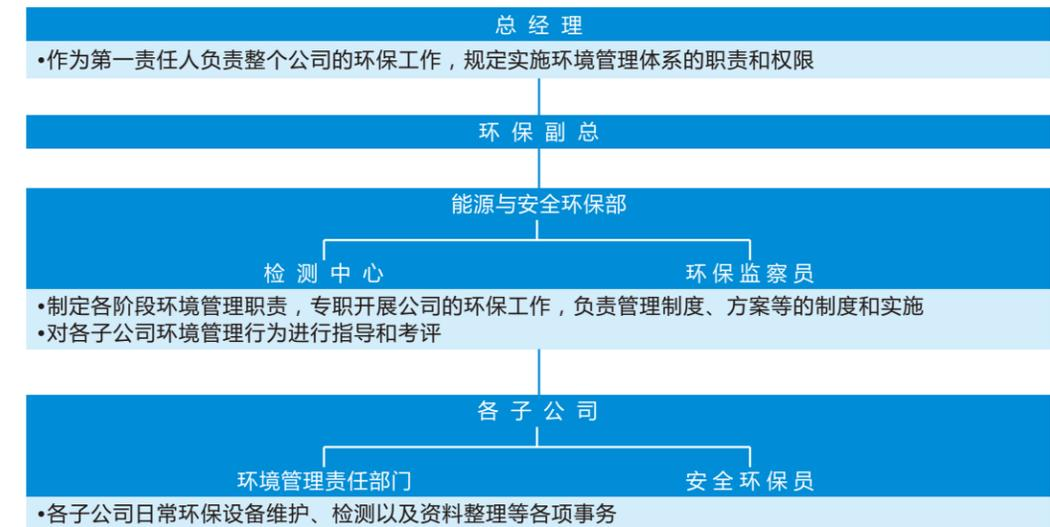 总经理
•作为第一责任人负责整个公司的环保工作，规定实施环境管理体系的职责和权限
环保副总
能源与安全环保部
检测中心
环保监察员
•制定各阶段环境管理职责，专职开展公司的环保工作，负责管理制度、方案等的制度和实施
•对各子公司环境管理行为进行指导和考评
各子公司
环境管理责任部门
安全环保员
•各子公司日常环保设备维护、检测以及资料整理等各项事务